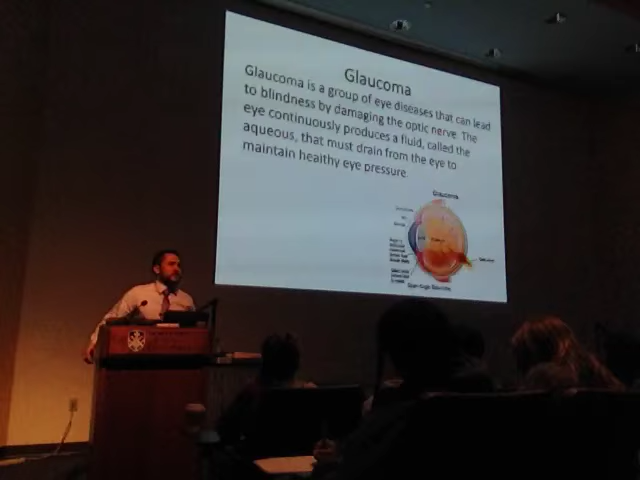 Glaucoma
Glaucoma is a group of eye diseases that can lead
to blindness by damaging the optic nerve. The
eye continuously produces a fluid, called the
aqueous, that must drain from the eye to
maintain healthy eye pressure.
Glaucoma